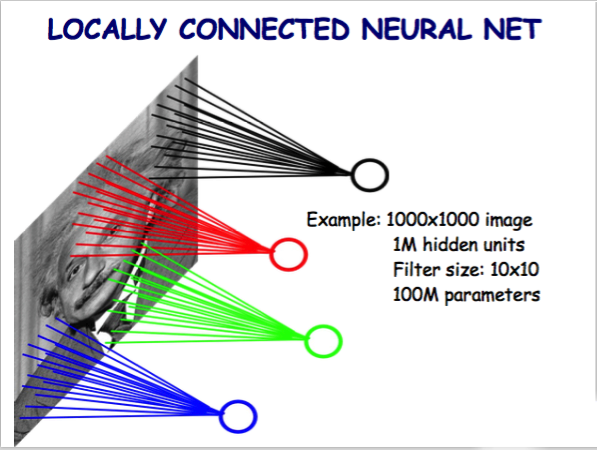 LOCALLY CONNECTED NEURAL NET
Example: 1000x1000 image
1M hidden units
Filter size: 10x10
100M parameters